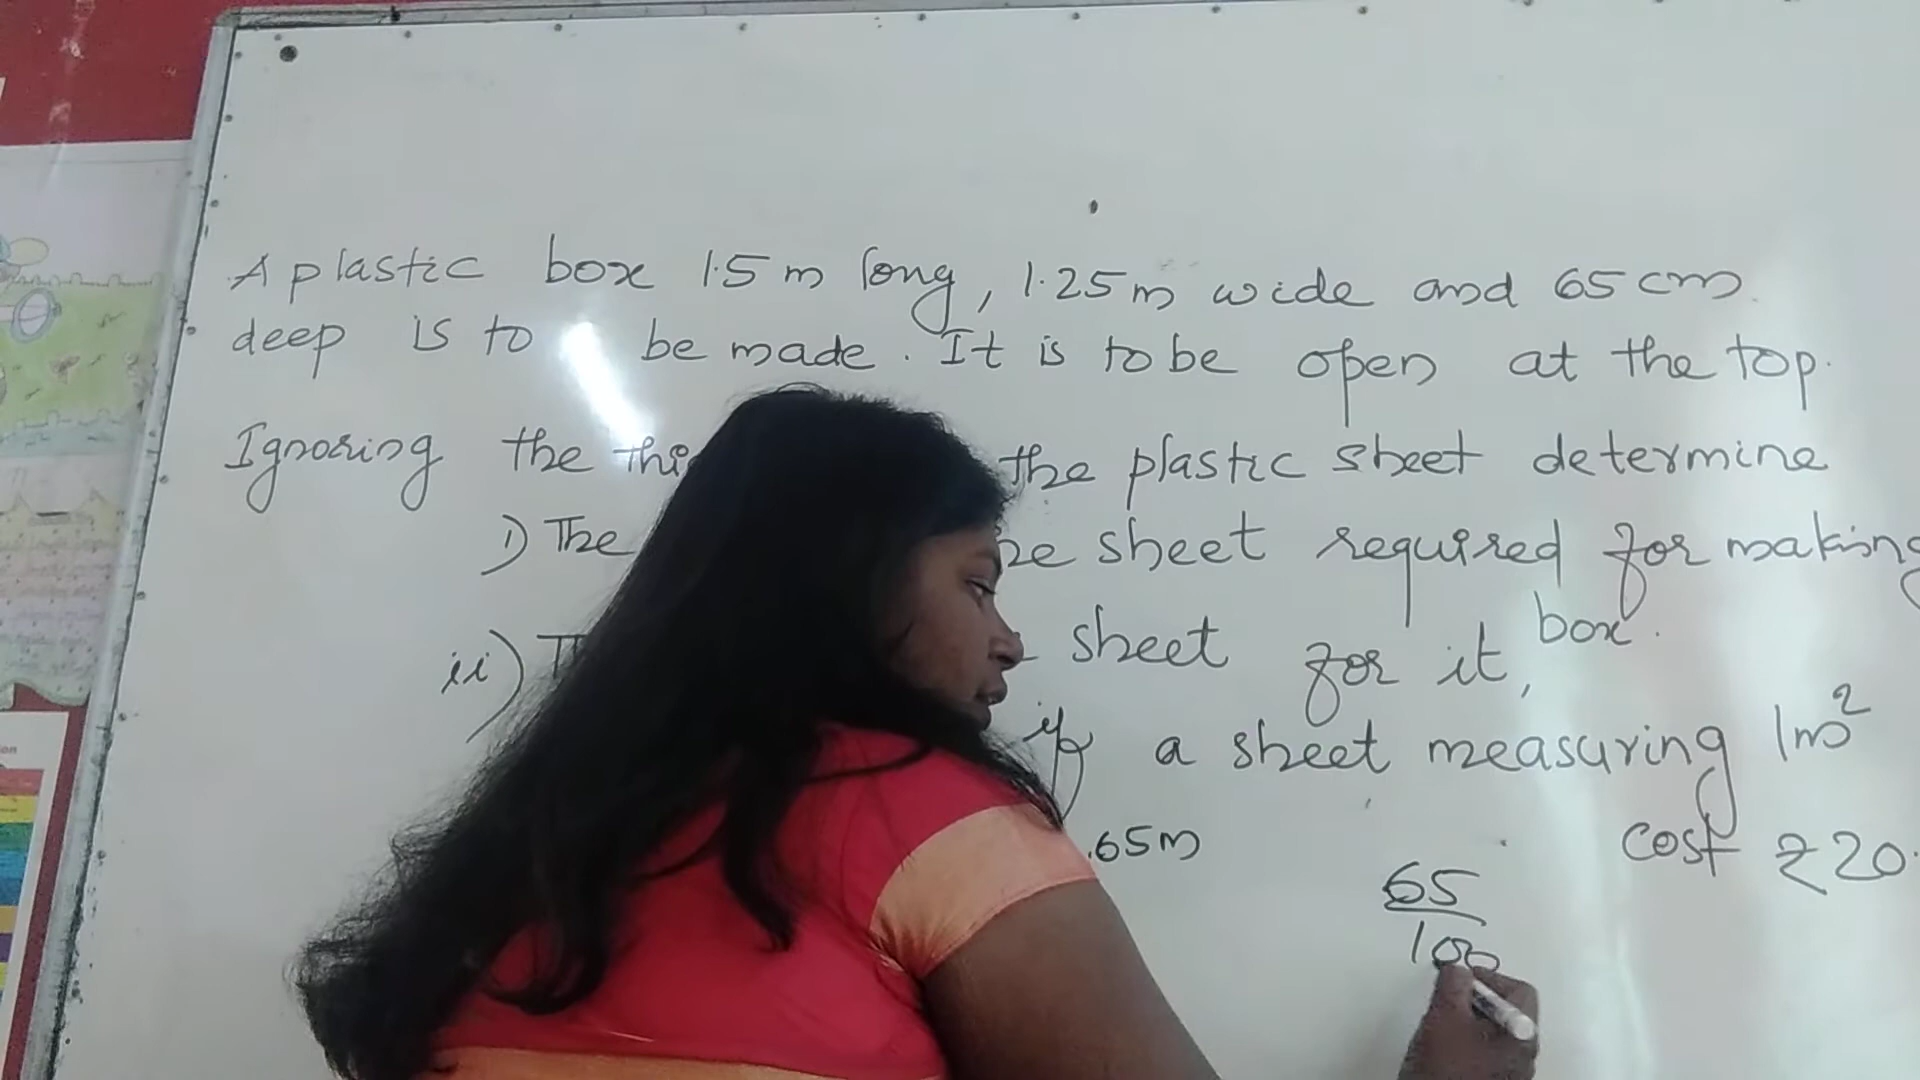 A plastic box 1.5 m long, 1.25 m wide and 65 cm
deep is to be made. It is to be open at the top.
Ignoring the the plastic sheet determine
i) The sheet required for making
box.
ii) sheet for it,
if a sheet measuring 1m²
cost ₹20.
.65m
65
100